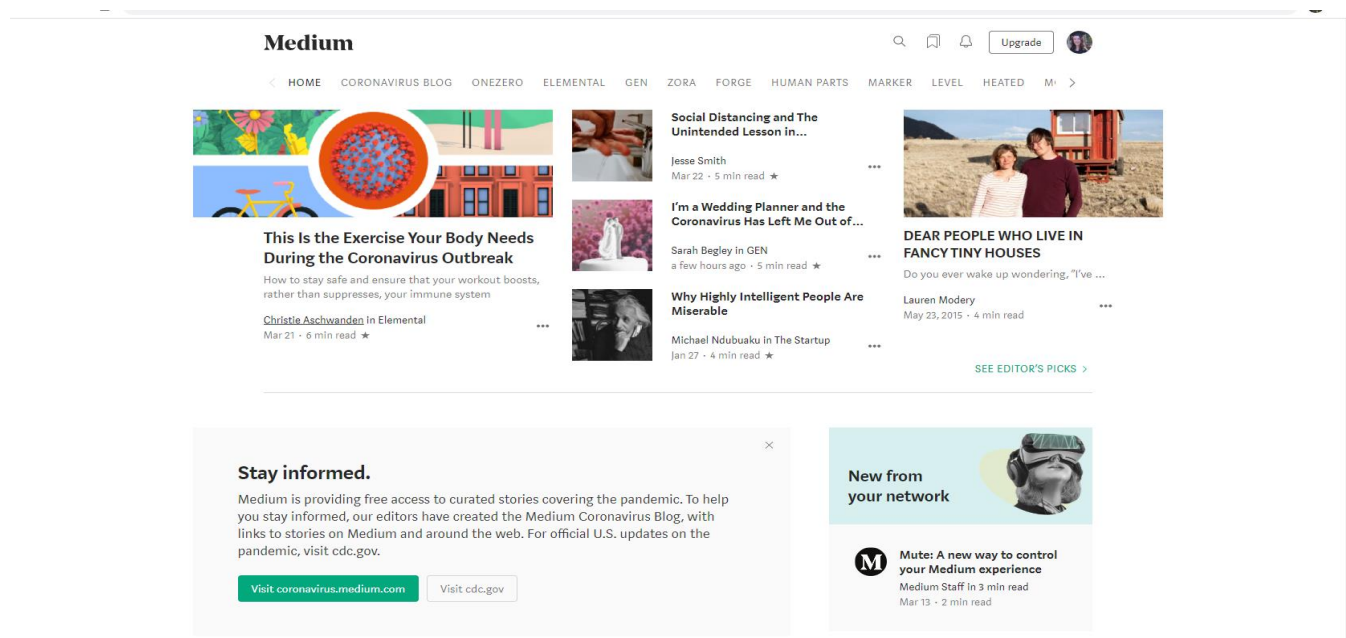 Medium
Upgrade
HOME CORONAVIRUS BLOG ONEZERO ELEMENTAL GEN ZORA FORGE HUMAN PARTS MARKER LEVEL HEATED
This Is the Exercise Your Body Needs
During the Coronavirus Outbreak
How to stay safe and ensure that your workout boosts,
rather than suppresses, your immune system
Christie Aschwanden in Elemental
Mar 21 · 6 min read ★
Social Distancing and The
Unintended Lesson in...
Jesse Smith
Mar 22 · 5 min read ★
I'm a Wedding Planner and the
Coronavirus Has Left Me Out of...
Sarah Begley in GEN
a few hours ago · 5 min read ★
Why Highly Intelligent People Are
Miserable
Michael Ndubuaku in The Startup
Jan 27 · 4 min read ★
DEAR PEOPLE WHO LIVE IN
FANCY TINY HOUSES
Do you ever wake up wondering, "I've ...
Lauren Modery
May 23, 2015 · 4 min read
SEE EDITOR'S PICKS
Stay informed.
Medium is providing free access to curated stories covering the pandemic. To help
you stay informed, our editors have created the Medium Coronavirus Blog, with
links to stories on Medium and around the web. For official U.S. updates on the
pandemic, visit cdc.gov.
Visit coronavirus.medium.com
Visit cdc.gov
New from
your network
M
Mute: A new way to control
your Medium experience
Medium Staff in 3 min read
Mar 13 · 2 min read